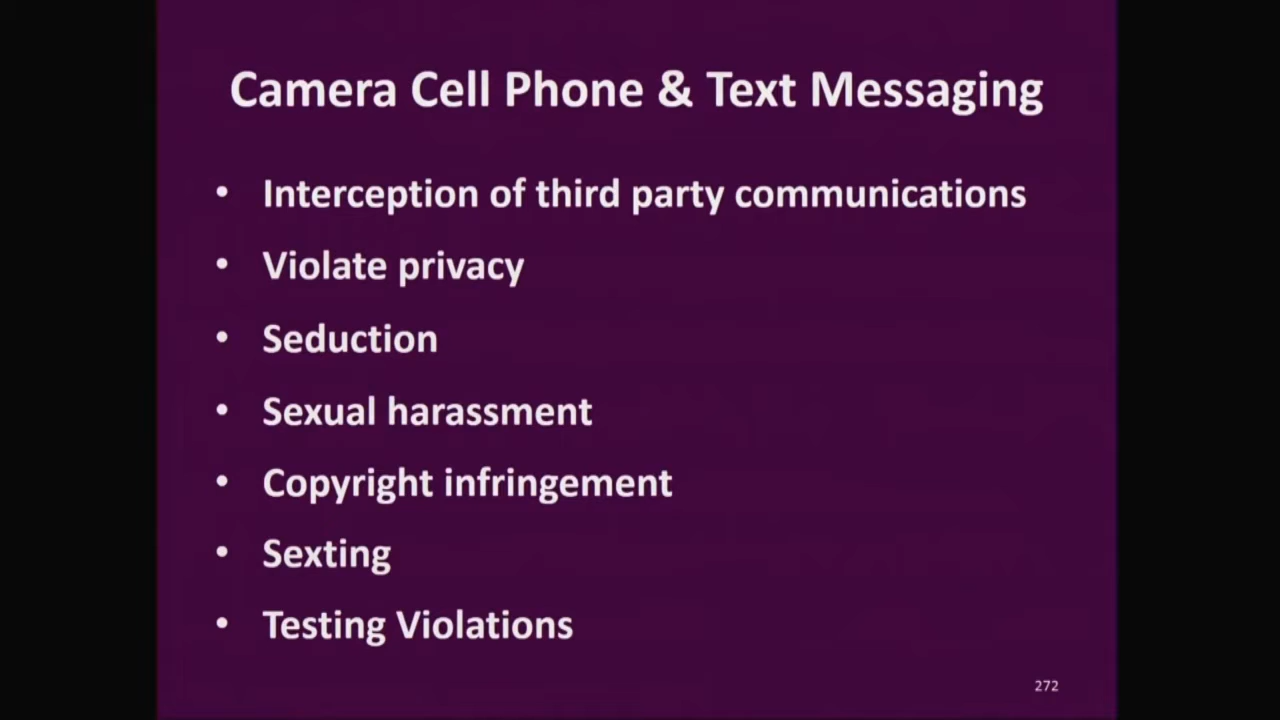 Camera Cell Phone & Text Messaging
• Interception of third party communications
• Violate privacy
• Seduction
• Sexual harassment
• Copyright infringement
• Sexting
• Testing Violations
272